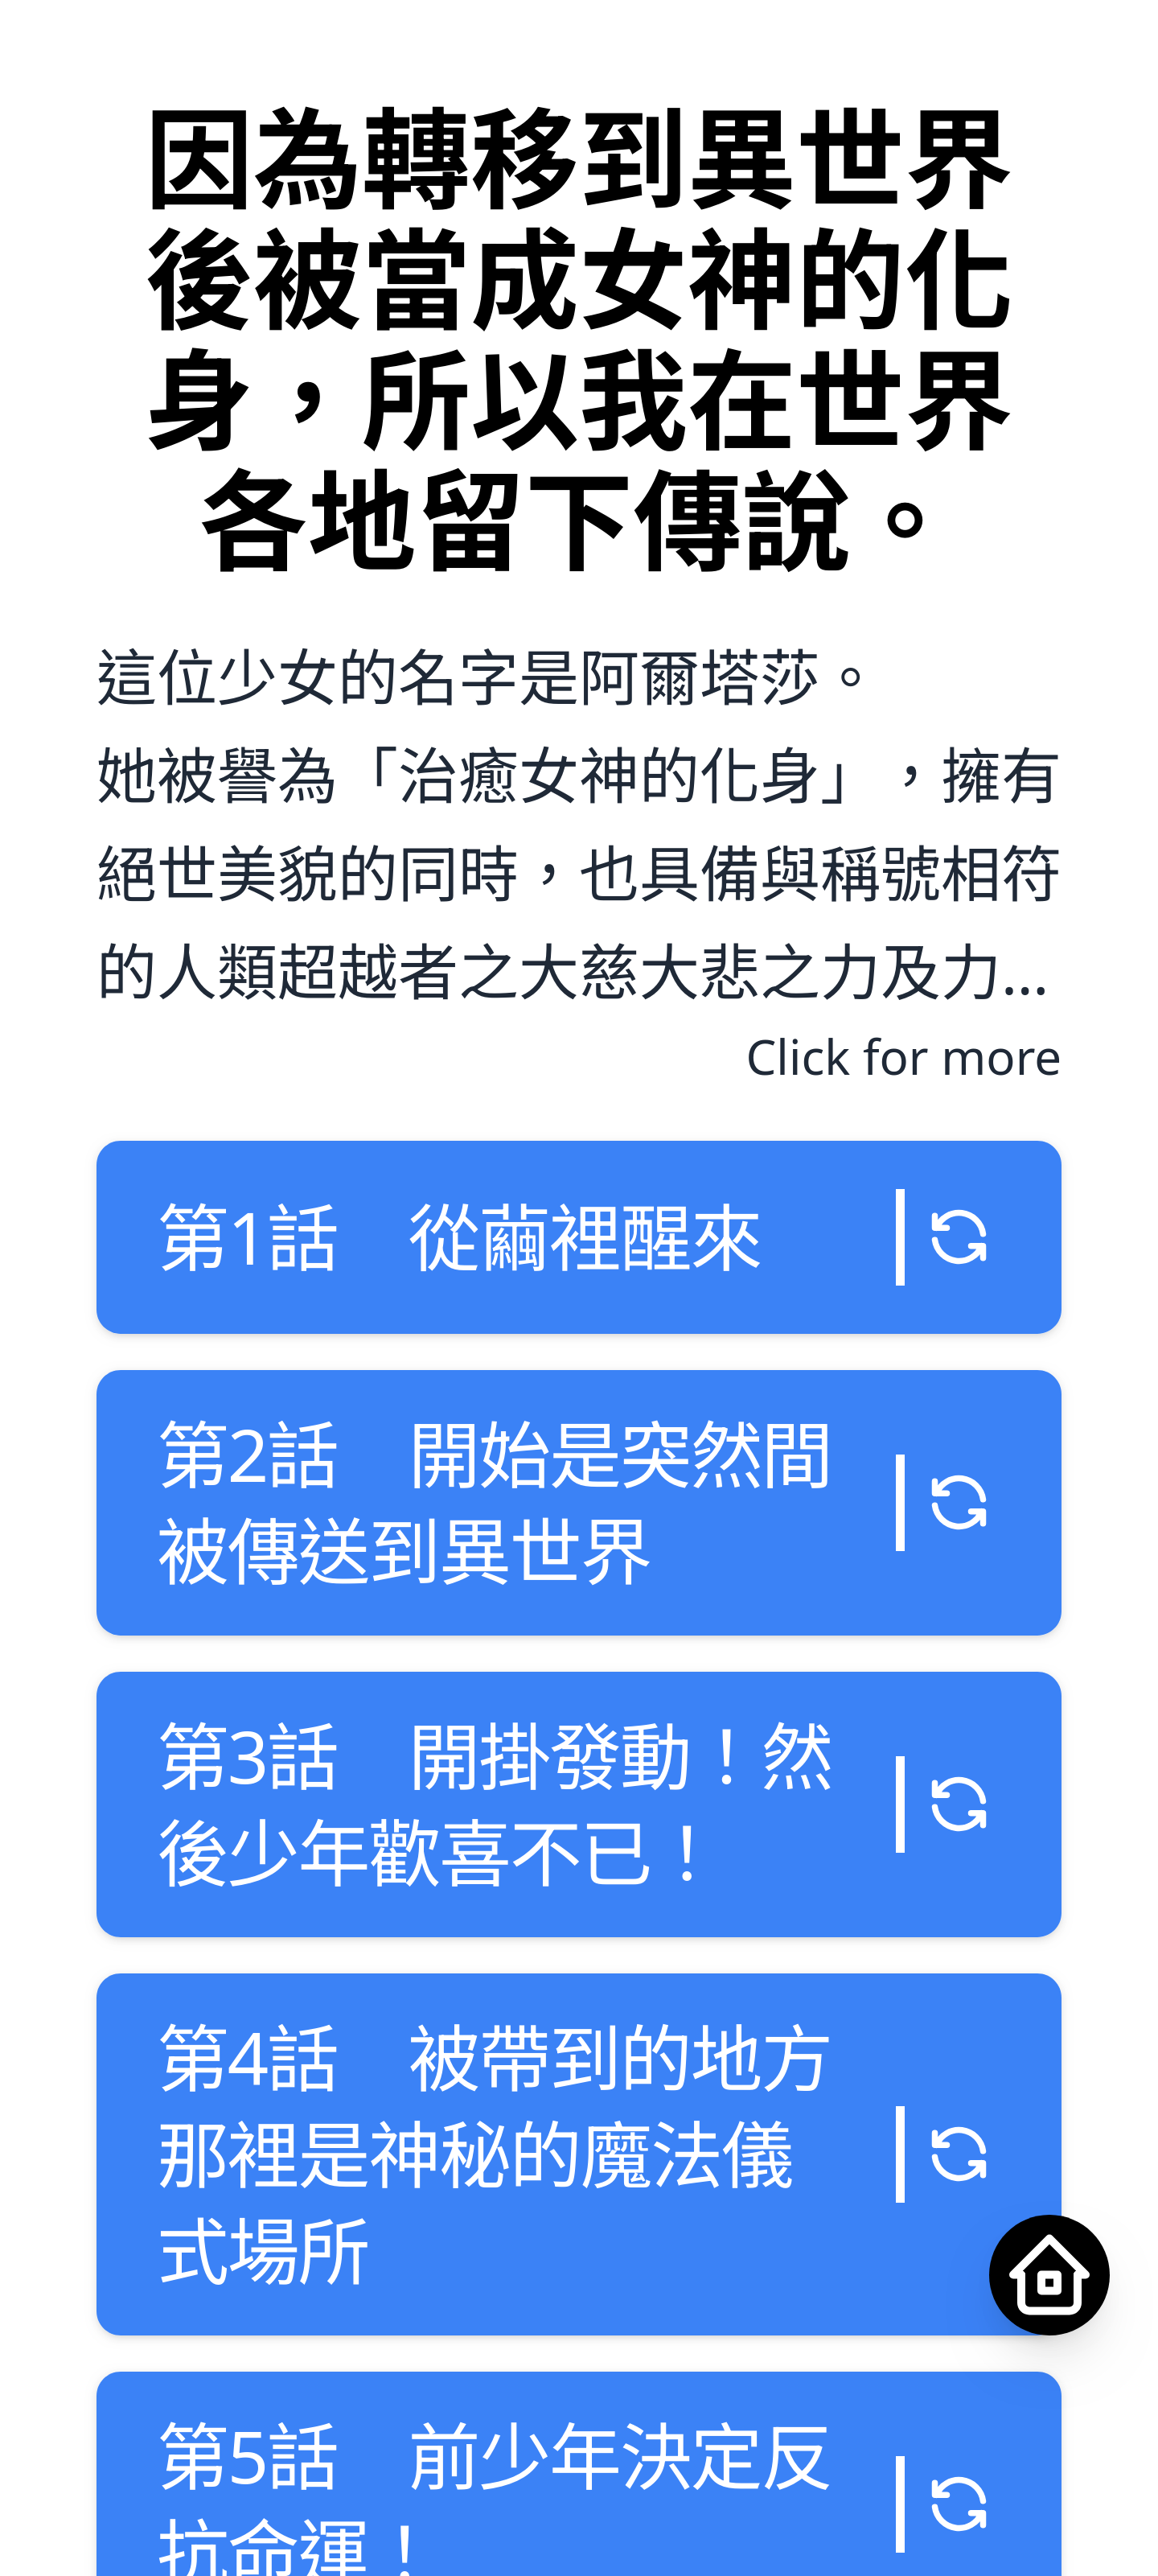 因為轉移到異世界
後被當成女神的化
身，所以我在世界
各地留下傳說。
這位少女的名字是阿爾塔莎。
她被譽為「治癒女神的化身」，擁有
絕世美貌的同時，也具備與稱號相符
的人類超越者之大慈大悲之力及力...
Click for more
第1話　從繭裡醒來
第2話　開始是突然間
被傳送到異世界
第3話　開掛發動！然
後少年歡喜不已！
第4話　被帶到的地方
那裡是神秘的魔法儀
式場所
第5話　前少年決定反
抗命運！